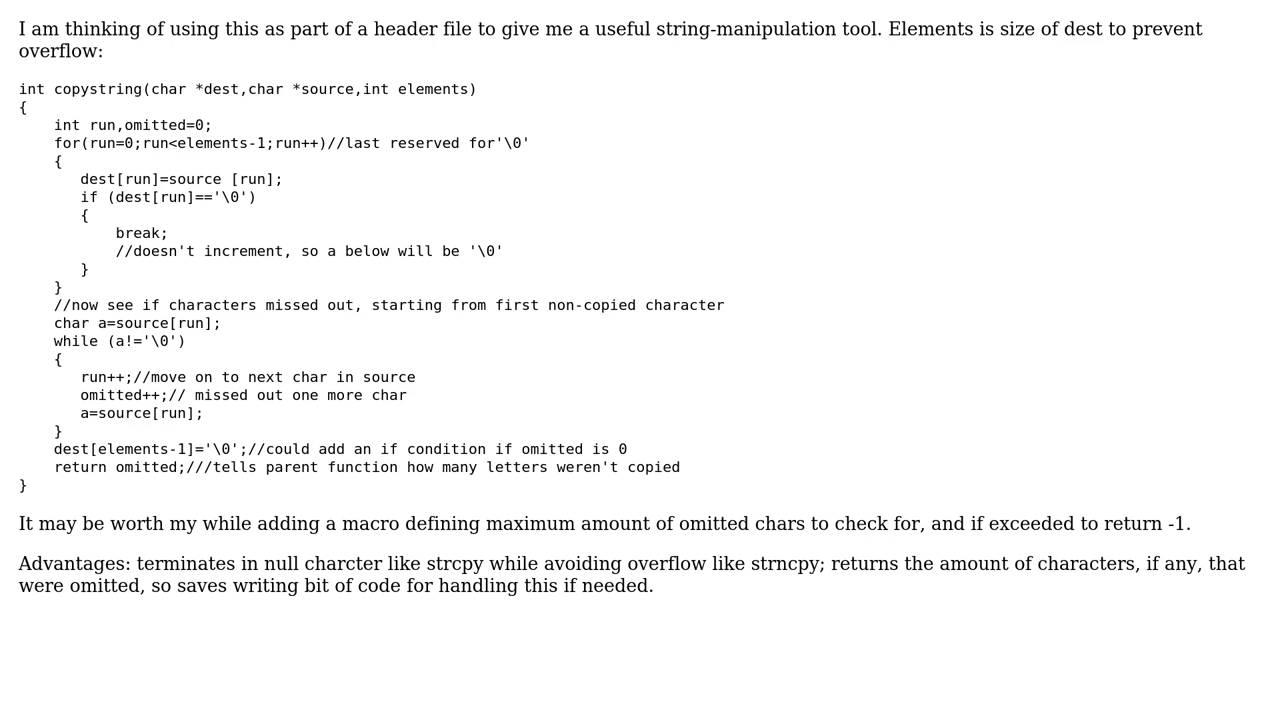 I am thinking of using this as part of a header file to give me a useful string-manipulation tool. Elements is size of dest to prevent
overflow:
int copystring(char *dest,char *source,int elements)
{
    int run,omitted=0;
    for(run=0;run<elements-1;run++)//last reserved for'\0'
    {
       dest[run]=source [run];
       if (dest[run]=='\0')
       {
           break;
           //doesn't increment, so a below will be '\0'
       }
    }
    //now see if characters missed out, starting from first non-copied character
    char a=source[run];
    while (a!='\0')
    {
       run++;//move on to next char in source
       omitted++;// missed out one more char
       a=source[run];
    }
    dest[elements-1]='\0';//could add an if condition if omitted is 0
    return omitted;///tells parent function how many letters weren't copied
}
It may be worth my while adding a macro defining maximum amount of omitted chars to check for, and if exceeded to return -1.
Advantages: terminates in null charcter like strcpy while avoiding overflow like strncpy; returns the amount of characters, if any, that
were omitted, so saves writing bit of code for handling this if needed.